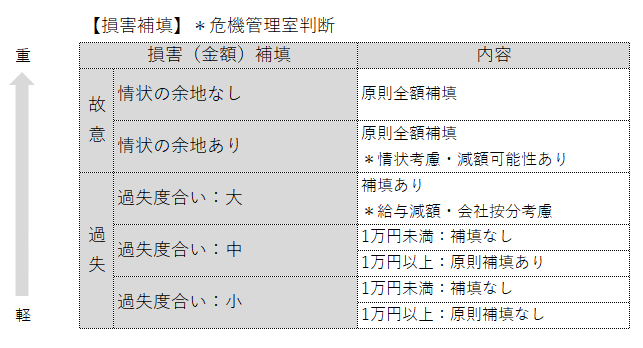 【損害補填】＊危機管理室判断
重
損害（金額）補填 内容
故意
情状の余地なし 原則全額補填
情状の余地あり 原則全額補填
＊情状考慮・減額可能性あり
過失
過失度合い：大 補填あり
＊給与減額・会社按分考慮
過失度合い：中 1万円未満：補填なし
1万円以上：原則補填あり
過失度合い：小 1万円未満：補填なし
1万円以上：原則補填なし
軽